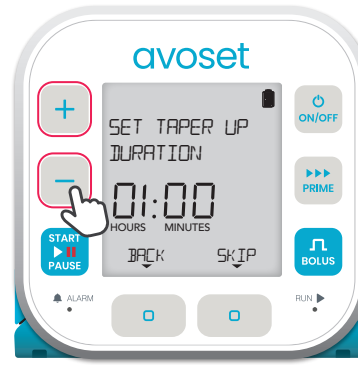 avoset
+
ON/OFF
SET TAPER UP
DURATION
−
PRIME
01:00
HOURS MINUTES
START
PAUSE
BACK SKIP
BOLUS
ALARM
RUN